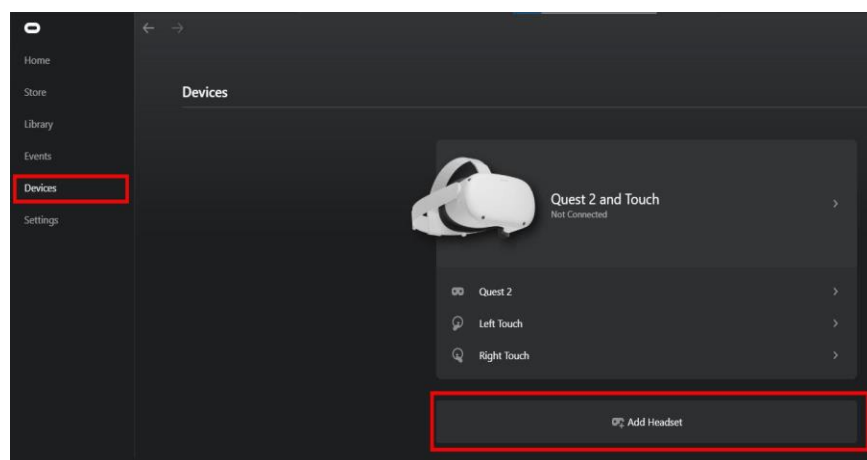 Home
Store
Library
Events
Devices
Settings
Devices
Quest 2 and Touch
Not Connected
Quest 2
Left Touch
Right Touch
Add Headset